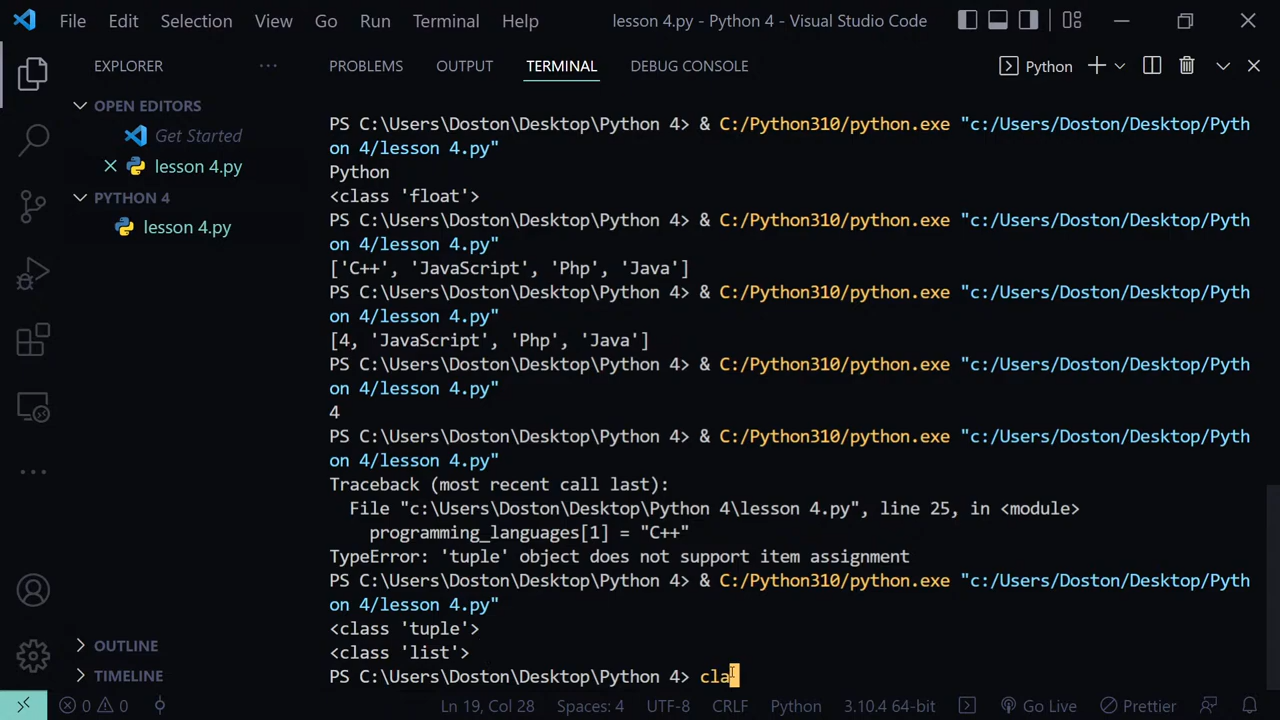 File Edit Selection View Go Run Terminal Help lesson 4.py - Python 4 - Visual Studio Code
EXPLORER
OPEN EDITORS
Get Started
lesson 4.py
PYTHON 4
lesson 4.py
OUTLINE
TIMELINE
PROBLEMS OUTPUT TERMINAL DEBUG CONSOLE Python
PS C:\Users\Doston\Desktop\Python 4> & C:/Python310/python.exe "c:/Users/Doston/Desktop/Pyth
on 4/lesson 4.py"
Python
<class 'float'>
PS C:\Users\Doston\Desktop\Python 4> & C:/Python310/python.exe "c:/Users/Doston/Desktop/Pyth
on 4/lesson 4.py"
['C++', 'JavaScript', 'Php', 'Java']
PS C:\Users\Doston\Desktop\Python 4> & C:/Python310/python.exe "c:/Users/Doston/Desktop/Pyth
on 4/lesson 4.py"
[4, 'JavaScript', 'Php', 'Java']
PS C:\Users\Doston\Desktop\Python 4> & C:/Python310/python.exe "c:/Users/Doston/Desktop/Pyth
on 4/lesson 4.py"
4
PS C:\Users\Doston\Desktop\Python 4> & C:/Python310/python.exe "c:/Users/Doston/Desktop/Pyth
on 4/lesson 4.py"
Traceback (most recent call last):
File "c:\Users\Doston\Desktop\Python 4\lesson 4.py", line 25, in <module>
programming_languages[1] = "C++"
TypeError: 'tuple' object does not support item assignment
PS C:\Users\Doston\Desktop\Python 4> & C:/Python310/python.exe "c:/Users/Doston/Desktop/Pyth
on 4/lesson 4.py"
<class 'tuple'>
<class 'list'>
PS C:\Users\Doston\Desktop\Python 4> cla
0 0 Ln 19, Col 28 Spaces: 4 UTF-8 CRLF Python 3.10.4 64-bit Go Live Prettier